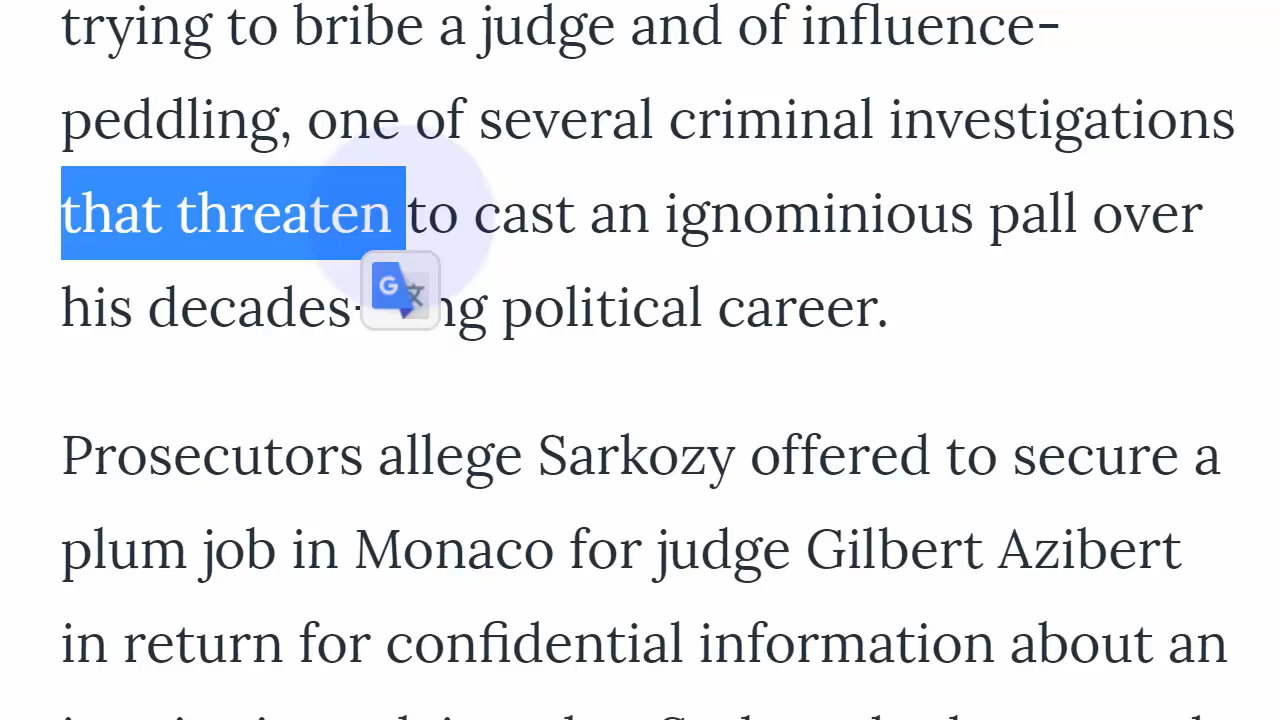 trying to bribe a judge and of influence-
peddling, one of several criminal investigations
that threaten to cast an ignominious pall over
his decades- ng political career.
Prosecutors allege Sarkozy offered to secure a
plum job in Monaco for judge Gilbert Azibert
in return for confidential information about an